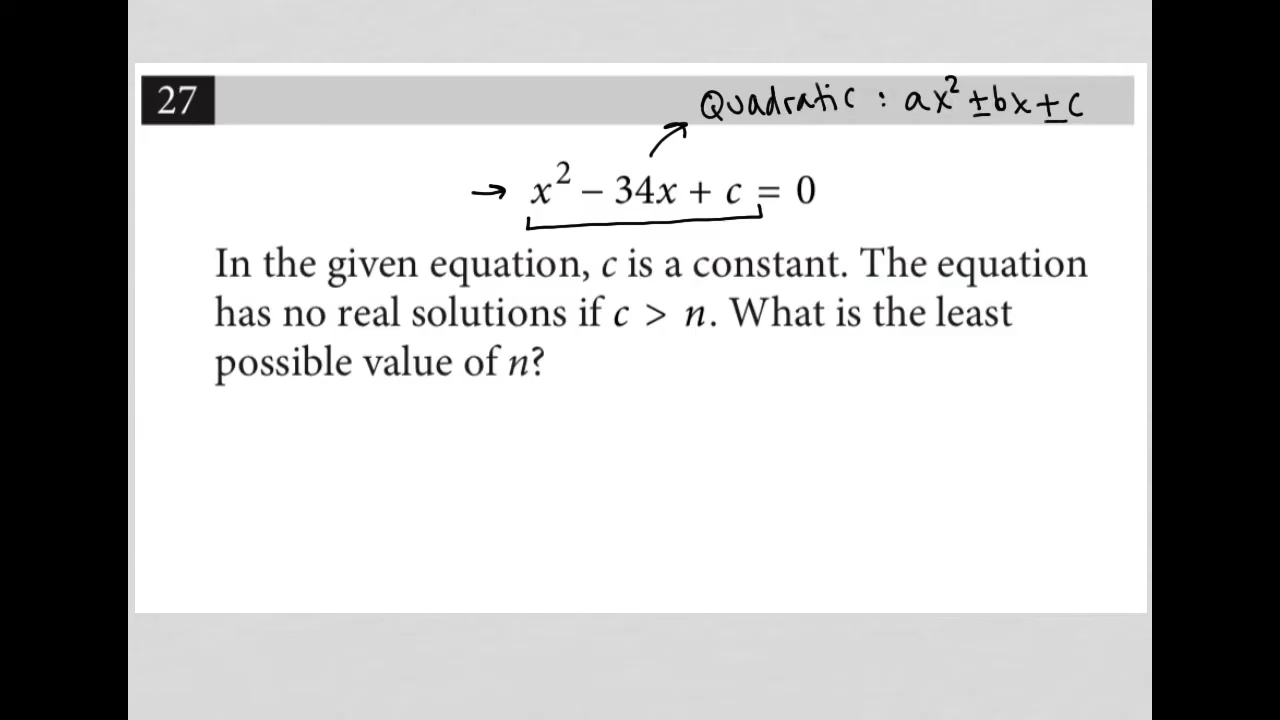 27
Quadratic : ax² ± bx ± c
→ x² − 34x + c = 0
In the given equation, c is a constant. The equation
has no real solutions if c > n. What is the least
possible value of n?